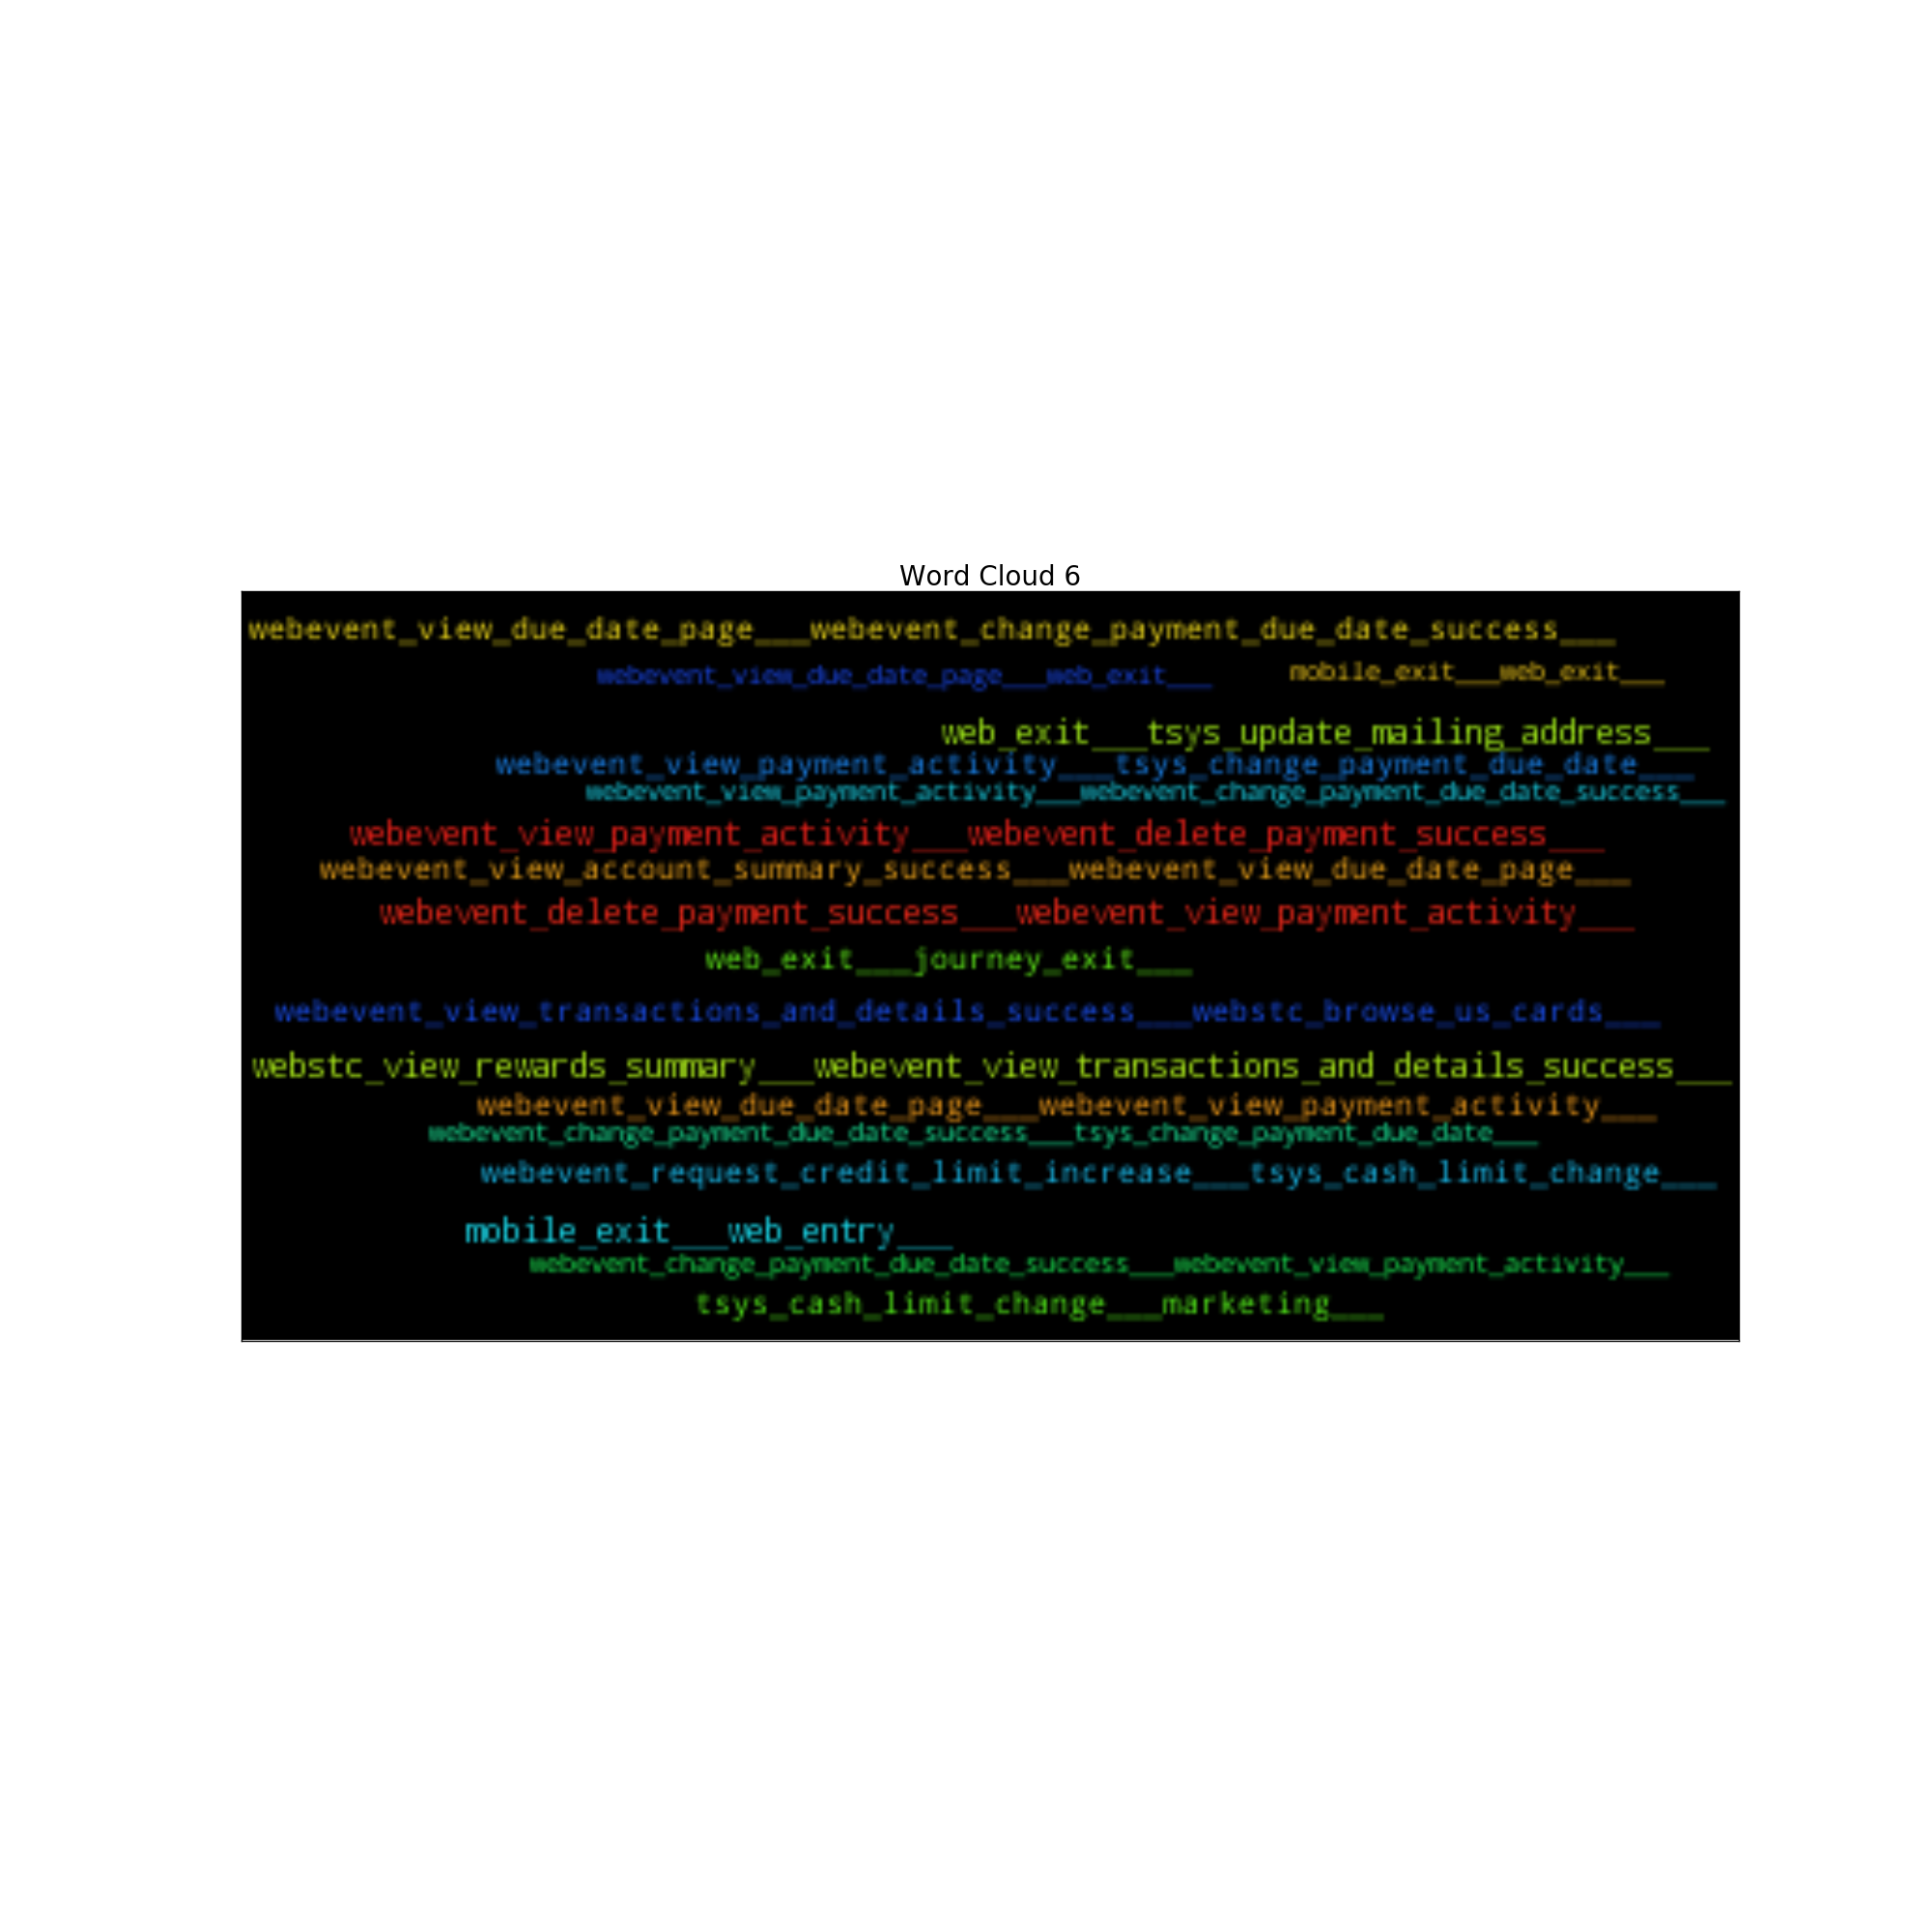 Word Cloud 6
webevent_view_due_date_page___webevent_change_payment_due_date_success___
webevent_view_due_date_page___web_exit___ mobile_exit___web_exit___
web_exit___tsys_update_mailing_address___
webevent_view_payment_activity___tsys_change_payment_due_date___
webevent_view_payment_activity___webevent_change_payment_due_date_success___
webevent_view_payment_activity___webevent_delete_payment_success___
webevent_view_account_summary_success___webevent_view_due_date_page___
webevent_delete_payment_success___webevent_view_payment_activity___
web_exit___journey_exit___
webevent_view_transactions_and_details_success___webstc_browse_us_cards___
webstc_view_rewards_summary___webevent_view_transactions_and_details_success___
webevent_view_due_date_page___webevent_view_payment_activity___
webevent_change_payment_due_date_success___tsys_change_payment_due_date___
webevent_request_credit_limit_increase___tsys_cash_limit_change___
mobile_exit___web_entry___
webevent_change_payment_due_date_success___webevent_view_payment_activity___
tsys_cash_limit_change___marketing___